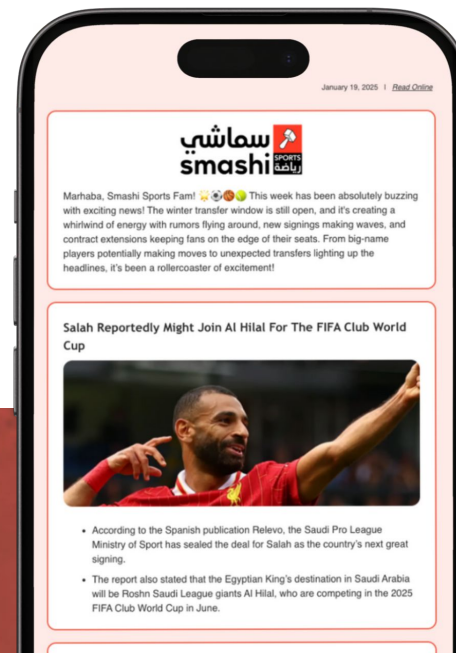 January 19, 2025 | Read Online
سماشي
smashi
SPORTS
رياضة
Marhaba, Smashi Sports Fam! 🌟⚽🏀🎾 This week has been absolutely buzzing
with exciting news! The winter transfer window is still open, and it's creating a
whirlwind of energy with rumors flying around, new signings making waves, and
contract extensions keeping fans on the edge of their seats. From big-name
players potentially making moves to unexpected transfers lighting up the
headlines, it's been a rollercoaster of excitement!
Salah Reportedly Might Join Al Hilal For The FIFA Club World
Cup
• According to the Spanish publication Relevo, the Saudi Pro League
Ministry of Sport has sealed the deal for Salah as the country's next great
signing.
• The report also stated that the Egyptian King's destination in Saudi Arabia
will be Roshn Saudi League giants Al Hilal, who are competing in the 2025
FIFA Club World Cup in June.